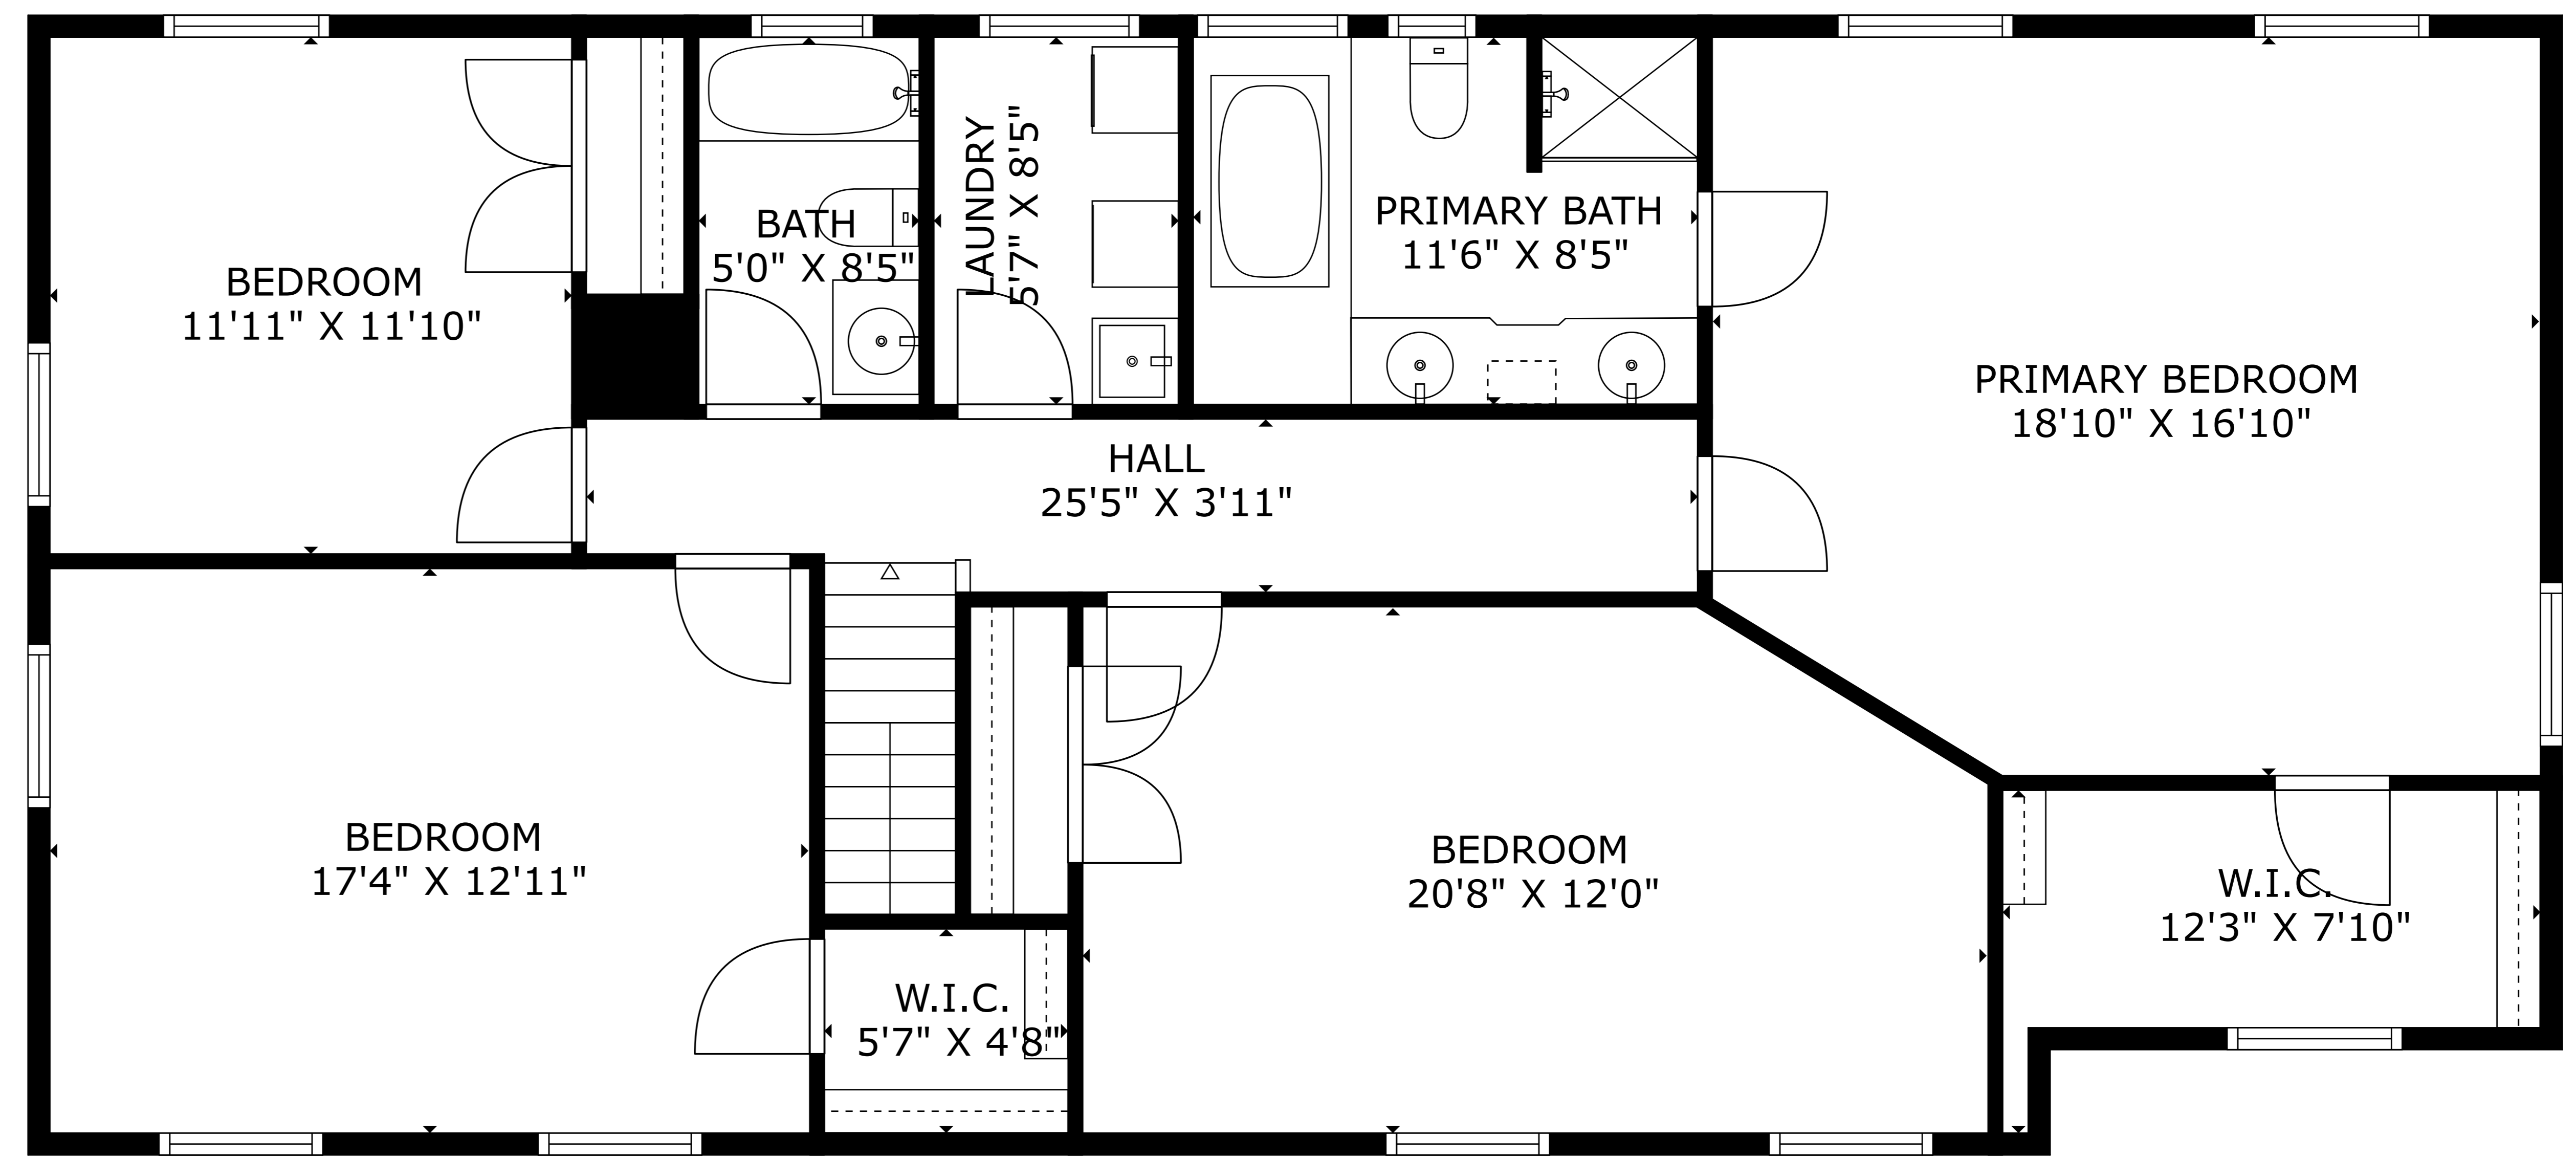 BEDROOM
11'11" X 11'10"
BATH
5'0" X 8'5"
LAUNDRY
5'7" X 8'5"
PRIMARY BATH
11'6" X 8'5"
PRIMARY BEDROOM
18'10" X 16'10"
HALL
25'5" X 3'11"
BEDROOM
17'4" X 12'11"
BEDROOM
20'8" X 12'0"
W.I.C.
12'3" X 7'10"
W.I.C.
5'7" X 4'8"